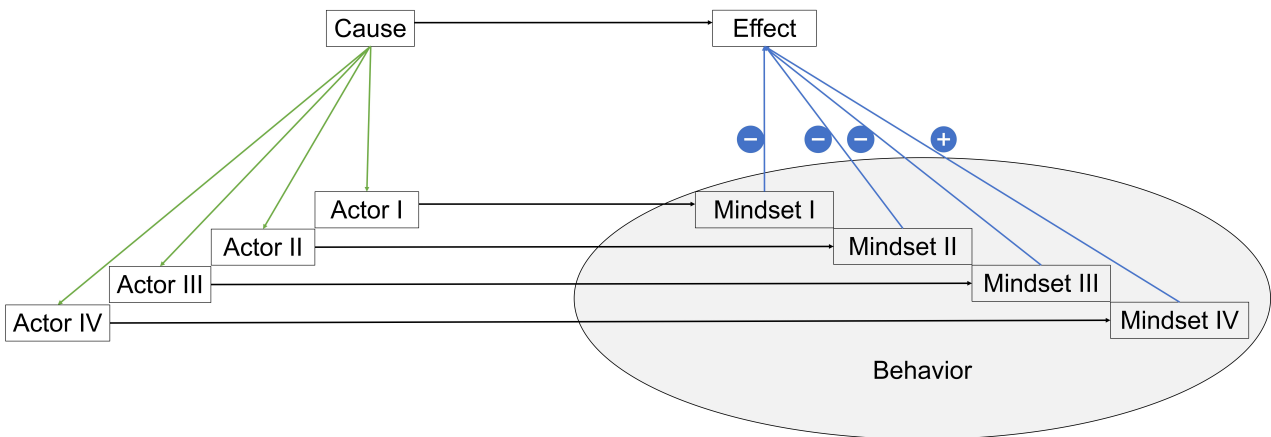 Cause
Effect
− − − +
Actor I
Mindset I
Actor II
Mindset II
Actor III
Mindset III
Actor IV
Mindset IV
Behavior